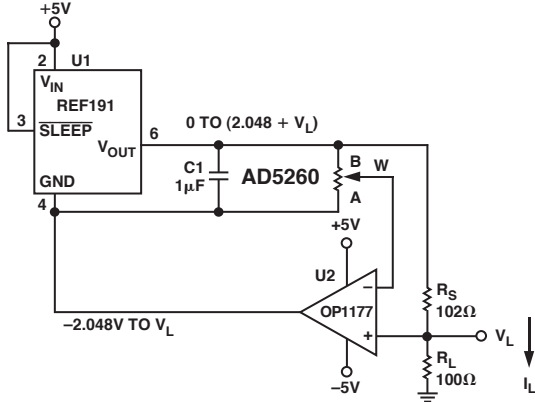 +5V
2
U1
V_IN
REF191
3
SLEEP
V_OUT
6
GND
4
0 TO (2.048 + V_L)
C1
1µF
AD5260
B
W
A
+5V
U2
−
OP1177
+
−5V
−2.048V TO V_L
R_S
102Ω
V_L
R_L
100Ω
I_L